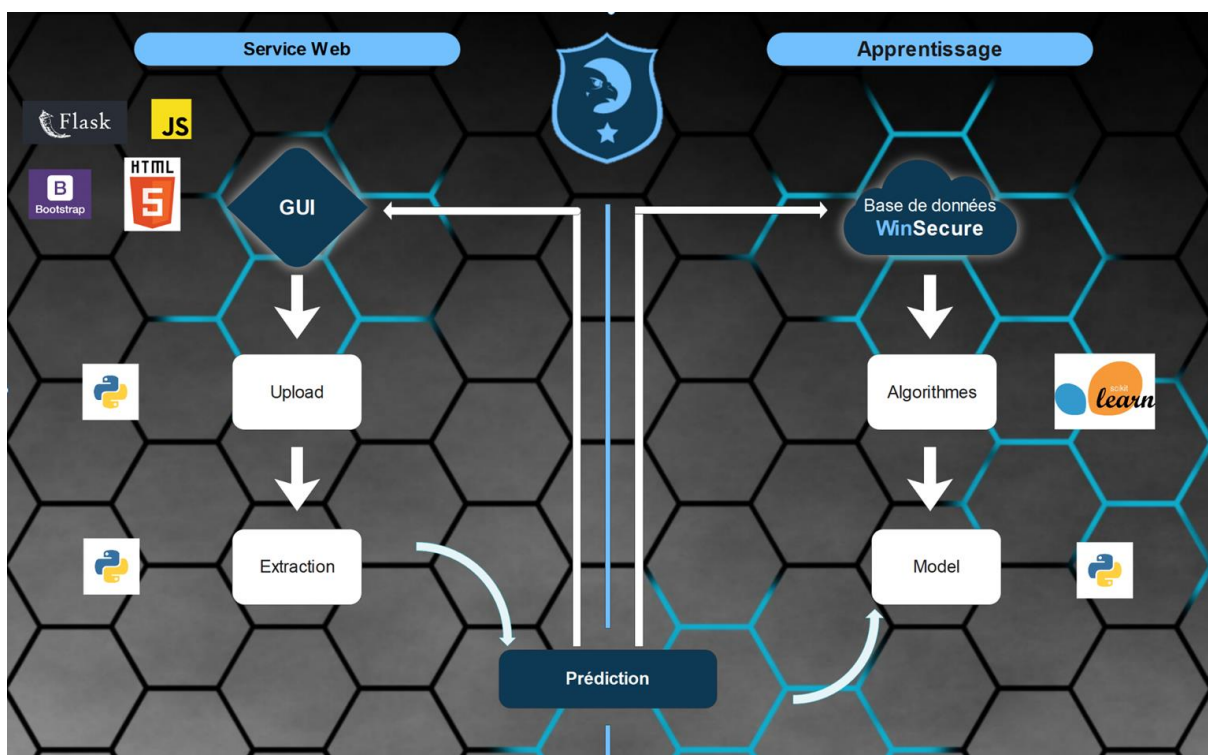 Service Web
Apprentissage
Flask
JS
HTML
5
B
Bootstrap
GUI
Base de données
WinSecure
Upload
Algorithmes
scikit
learn
Extraction
Model
Prédiction